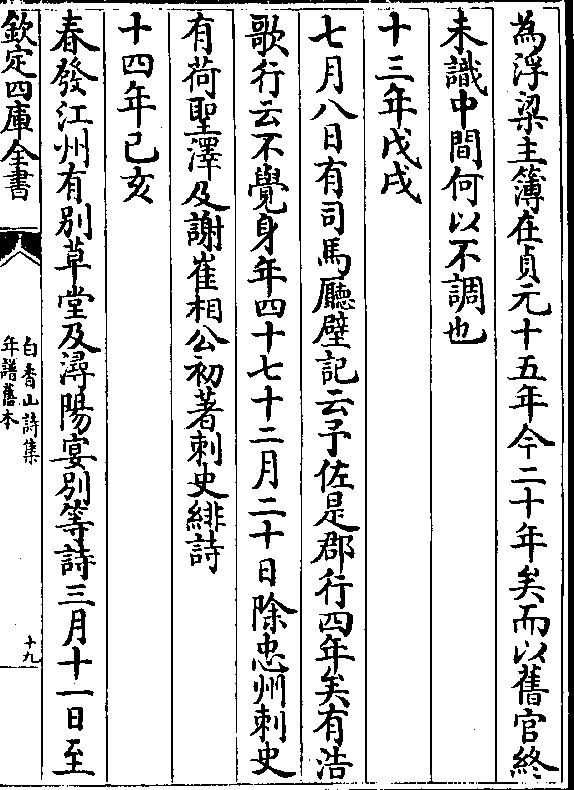 為浮梁主簿在貞元十五年今二十年矣而以舊官終
未識中間何以不調也
十三年戊戌
七月八日有司馬廳壁記云予佐是郡行四年矣有浩
歌行云不覺身年四十七十二月二十日除忠州刺史
有荷聖澤及謝崔相公初著刺史緋詩
十四年己亥
春發江州有別草堂及潯陽宴別等詩三月十一日至
欽定四庫全書
白香山詩集
年譜舊本
十九